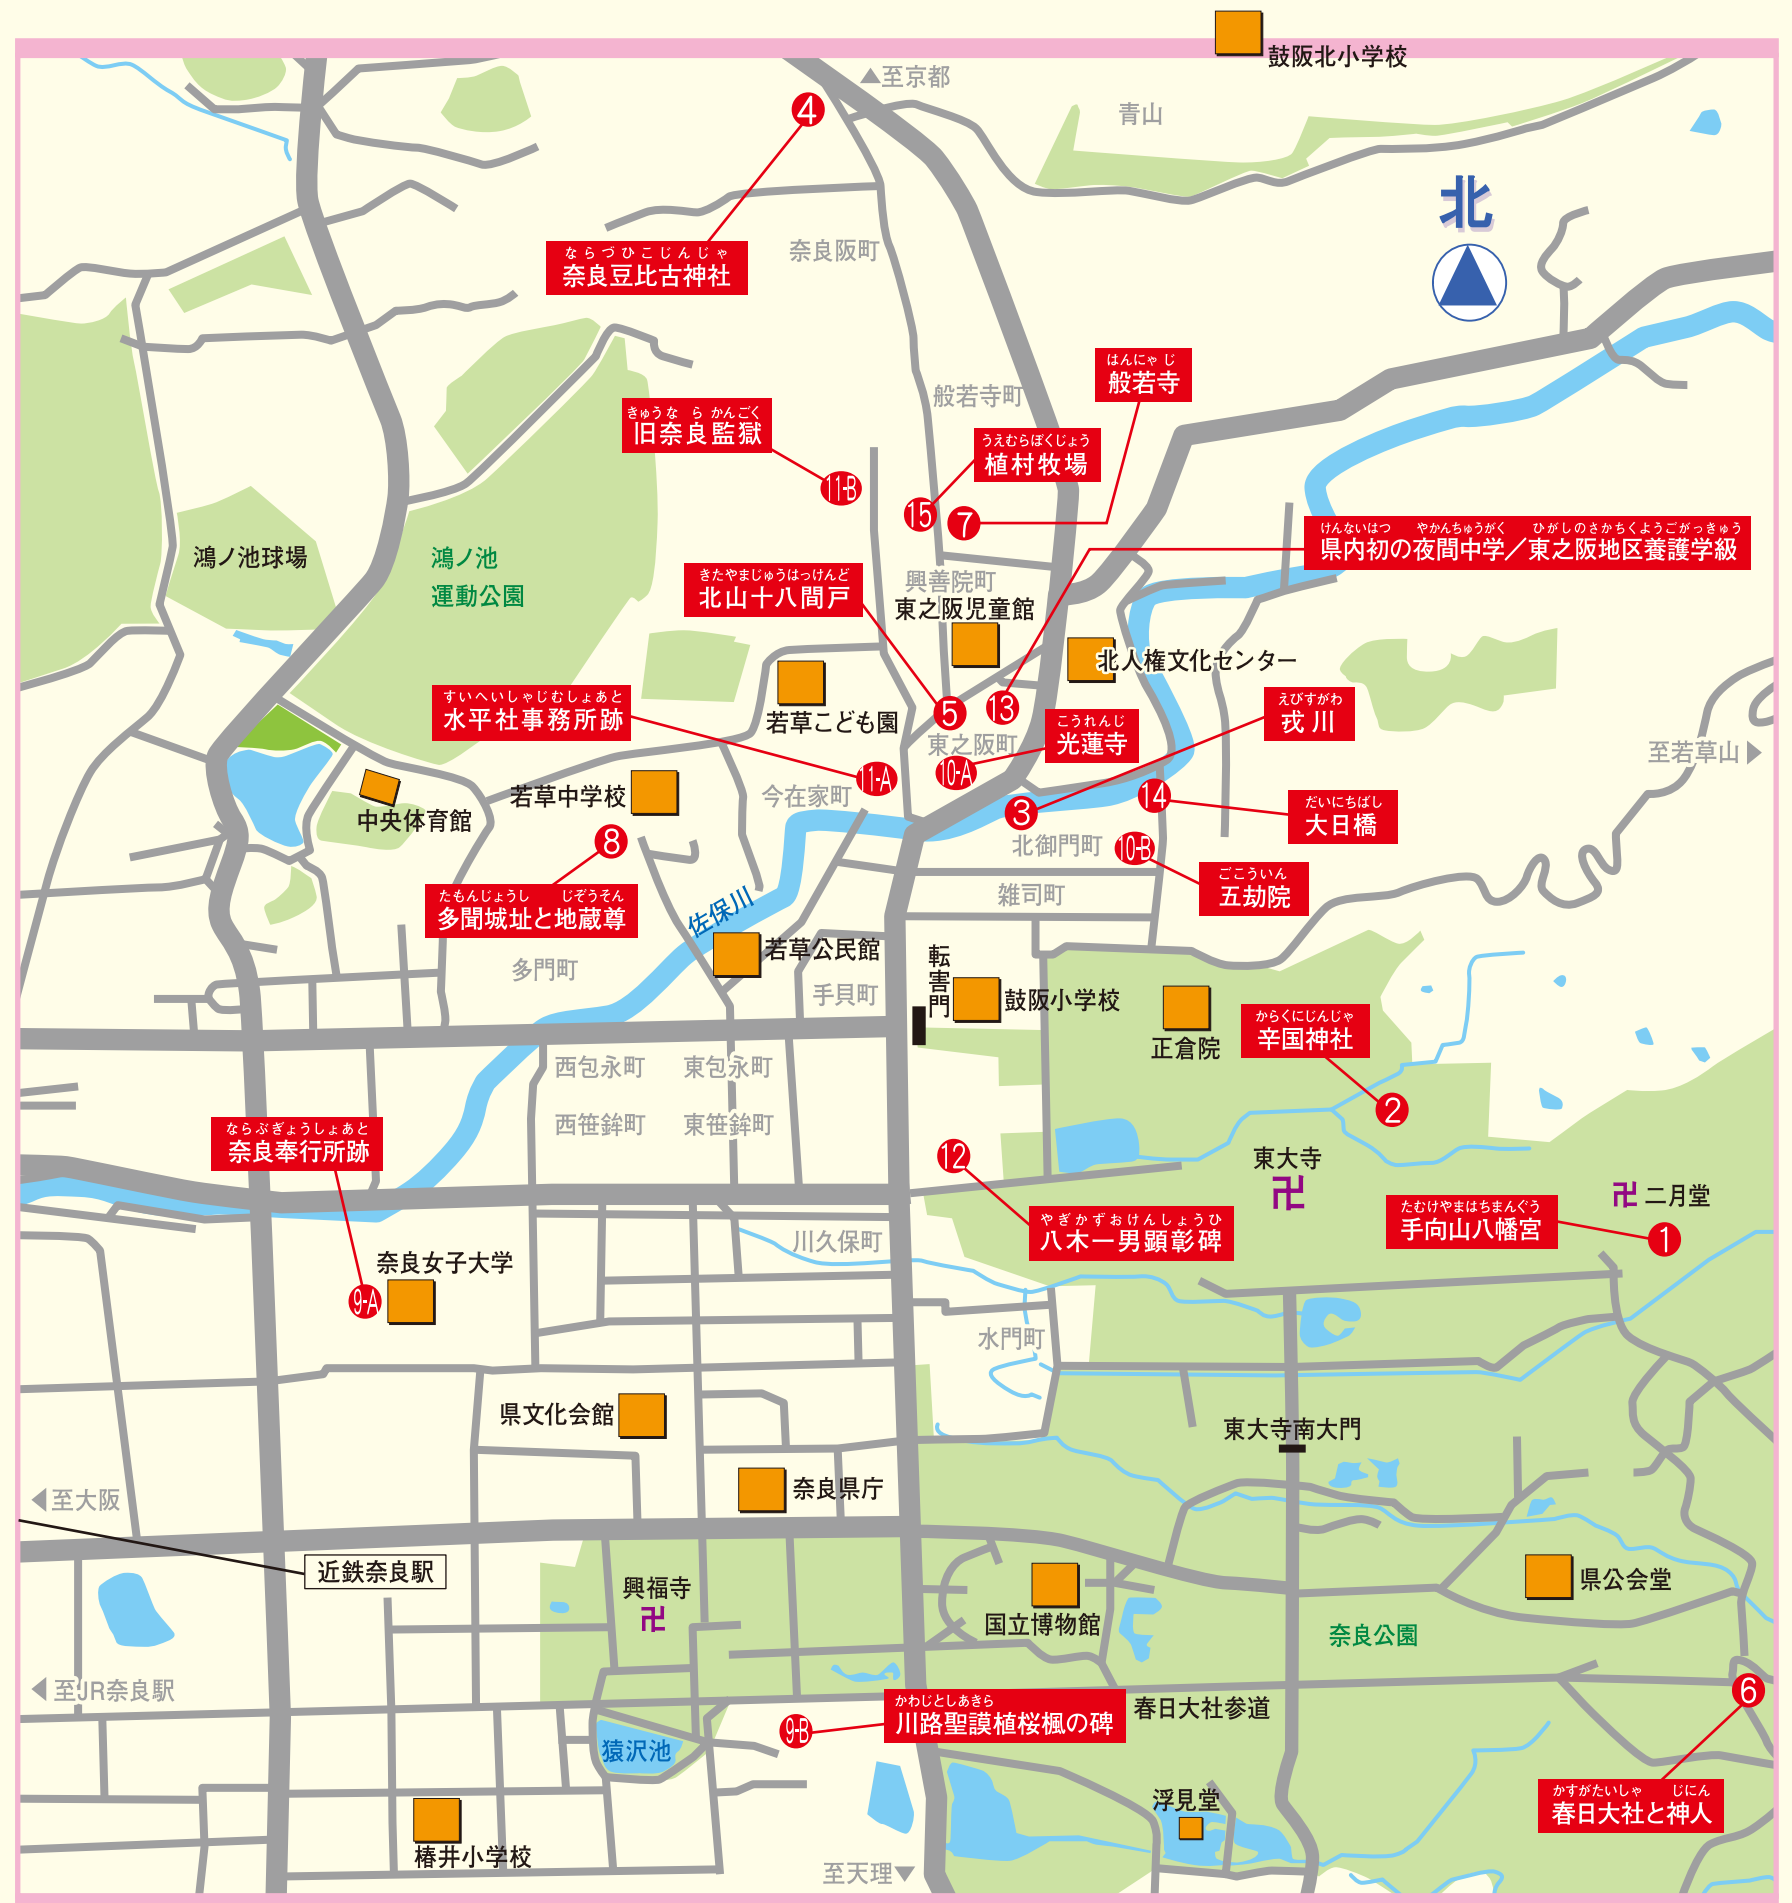 鼓阪北小学校
▲至京都
青山
4
北
ならづひこじんじゃ
奈良豆比古神社
奈良阪町
はんにゃじ
般若寺
般若寺町
きゅうならかんごく
旧奈良監獄
うえむらぼくじょう
植村牧場
11-B
15
7
けんないはつ やかんちゅうがく ひがしのさかちくようごがっきゅう
県内初の夜間中学／東之阪地区養護学級
鴻ノ池球場
鴻ノ池
運動公園
きたやまじゅうはっけんど
北山十八間戸
興善院町
東之阪児童館
北人権文化センター
すいへいしゃじむしょあと
水平社事務所跡
若草こども園
5
13
こうれんじ
光蓮寺
えびすがわ
戎川
東之阪町
至若草山▶
10-A
11-A
若草中学校
今在家町
中央体育館
3
14
だいにちばし
大日橋
8
北御門町
10-B
ごこういん
五劫院
たもんじょうし じぞうそん
多聞城址と地蔵尊
雑司町
佐保川
若草公民館
転害門
多門町
手貝町
鼓阪小学校
正倉院
からくにじんじゃ
辛国神社
西包永町
東包永町
2
西笹鉾町
東笹鉾町
ならぶぎょうしょあと
奈良奉行所跡
12
東大寺
卍
卍二月堂
たむけやまはちまんぐう
手向山八幡宮
1
やぎかずおけんしょうひ
八木一男顕彰碑
川久保町
奈良女子大学
9-A
水門町
県文化会館
東大寺南大門
奈良県庁
◀至大阪
近鉄奈良駅
興福寺
卍
県公会堂
国立博物館
奈良公園
◀至JR奈良駅
6
かわじとしあきら
川路聖謨植桜楓の碑
春日大社参道
9-B
猿沢池
かすがたいしゃ じにん
春日大社と神人
浮見堂
椿井小学校
至天理▼